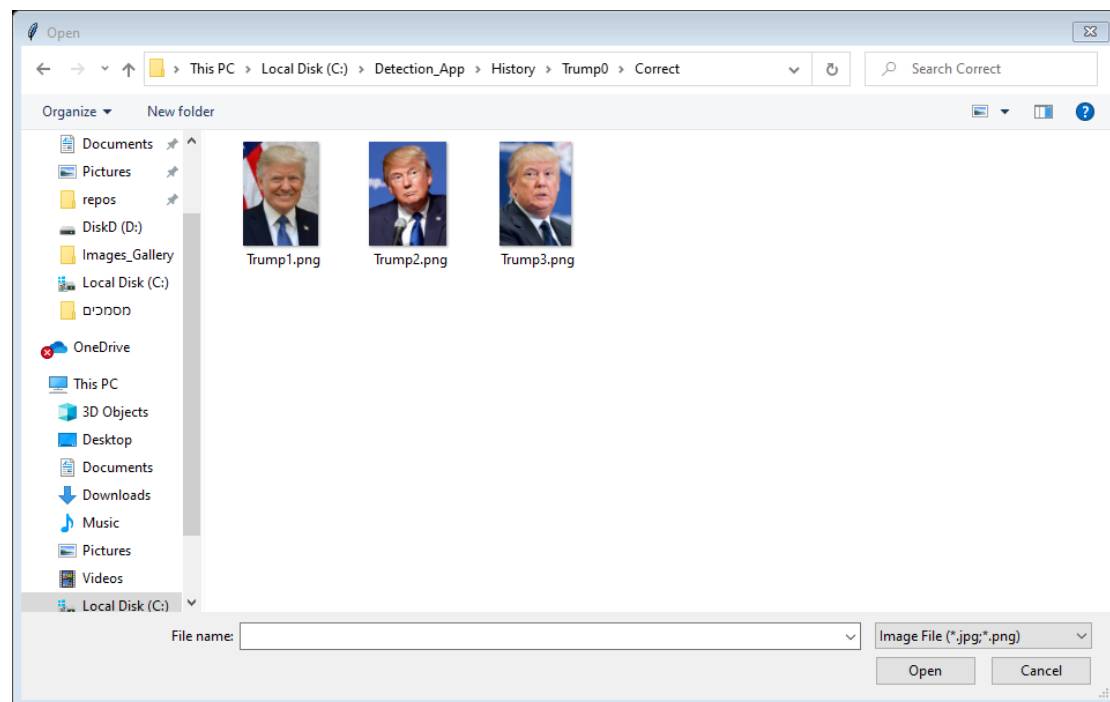 Open
This PC > Local Disk (C:) > Detection_App > History > Trump0 > Correct
Search Correct
Organize
New folder
Documents
Pictures
repos
DiskD (D:)
Images_Gallery
Local Disk (C:)
מסמכים
OneDrive
This PC
3D Objects
Desktop
Documents
Downloads
Music
Pictures
Videos
Local Disk (C:)
Trump1.png
Trump2.png
Trump3.png
File name:
Image File (*.jpg;*.png)
Open
Cancel